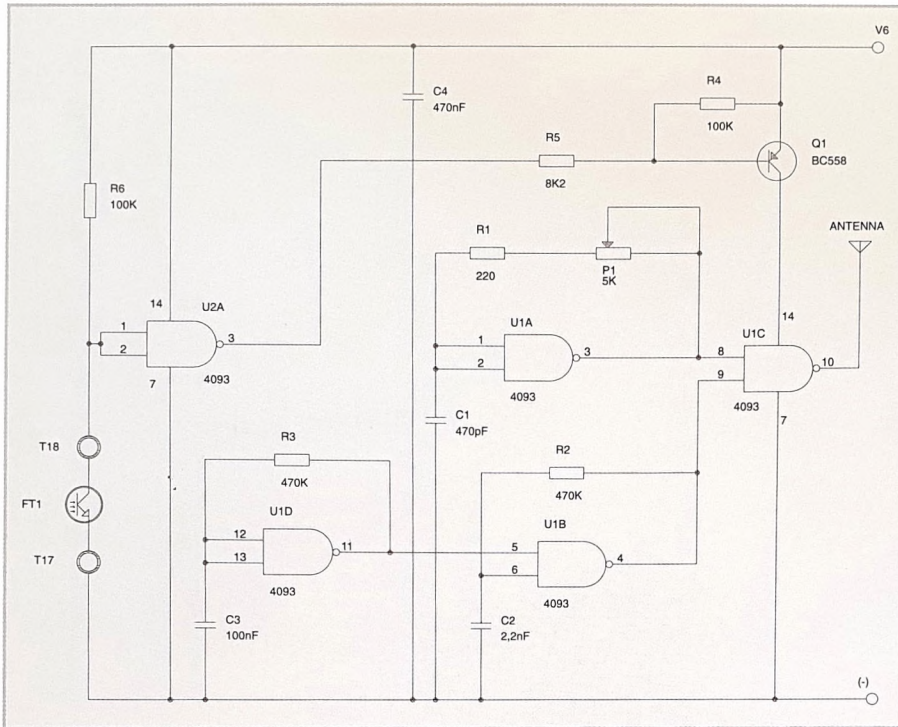 V6
C4
470nF
R4
100K
R5
8K2
Q1
BC558
R6
100K
R1
220
P1
5K
ANTENNA
14
U2A
1
2
3
7
4093
U1A
1
2
3
4093
14
U1C
8
9
10
4093
7
C1
470pF
T18
R3
470K
R2
470K
FT1
U1D
12
13
11
4093
U1B
5
6
4
4093
T17
C3
100nF
C2
2,2nF
(-)